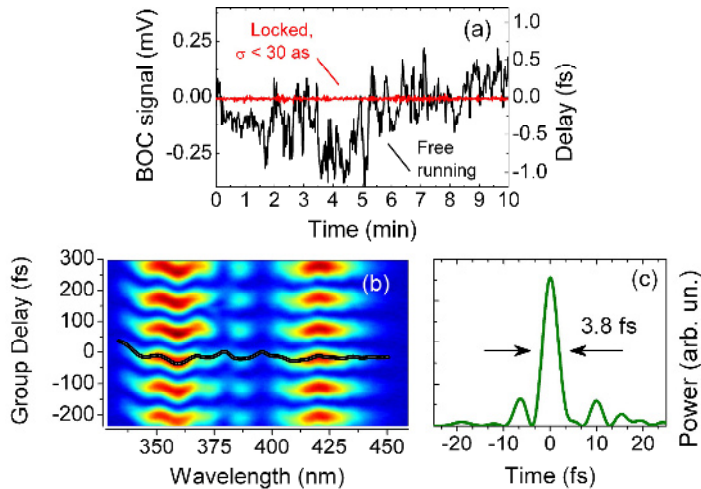 (a)
Locked,
σ < 30 as
Free
running
BOC signal (mV)
0.25
0.00
-0.25
Delay (fs)
1.0
0.5
0.0
-0.5
-1.0
0 1 2 3 4 5 6 7 8 9 10
Time (min)
(b)
Group Delay (fs)
300
200
100
0
-100
-200
350 375 400 425 450
Wavelength (nm)
(c)
3.8 fs
Power (arb. un.)
-20 -10 0 10 20
Time (fs)